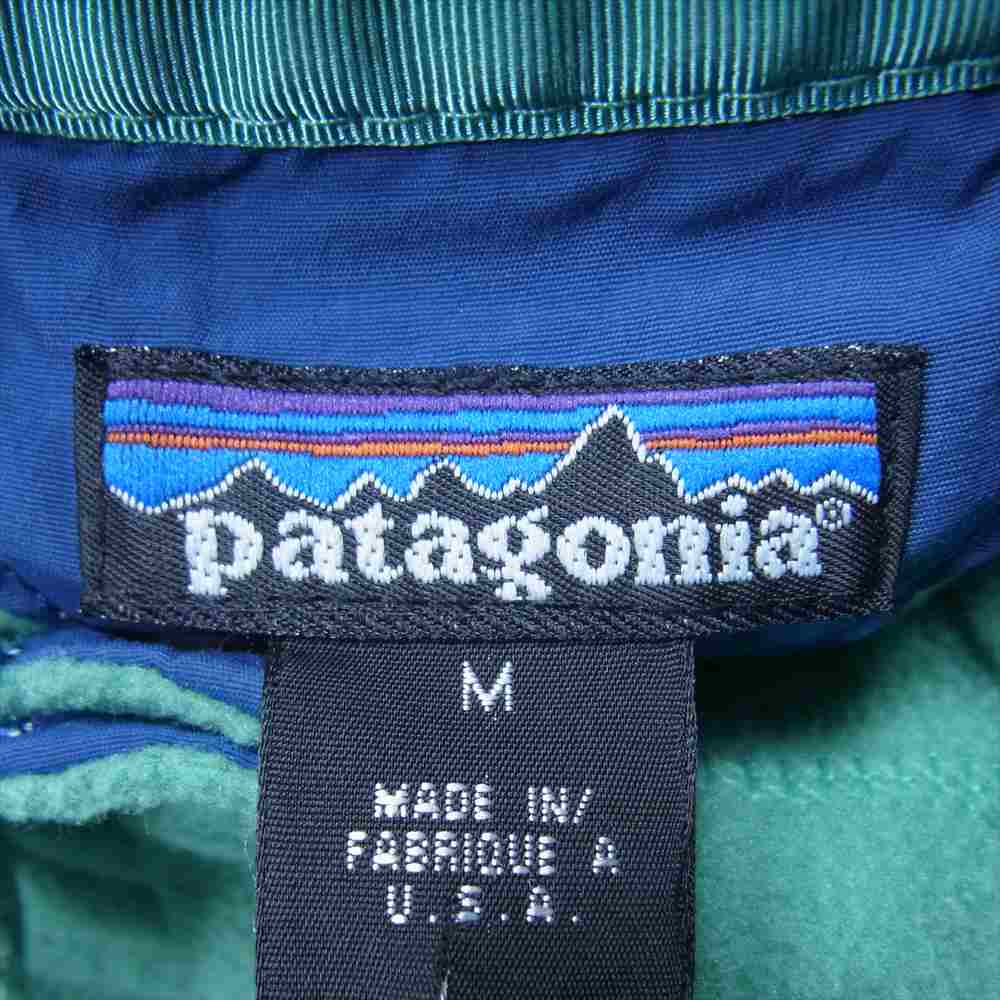 patagonia®
M
MADE IN/
FABRIQUE A
U.S.A.